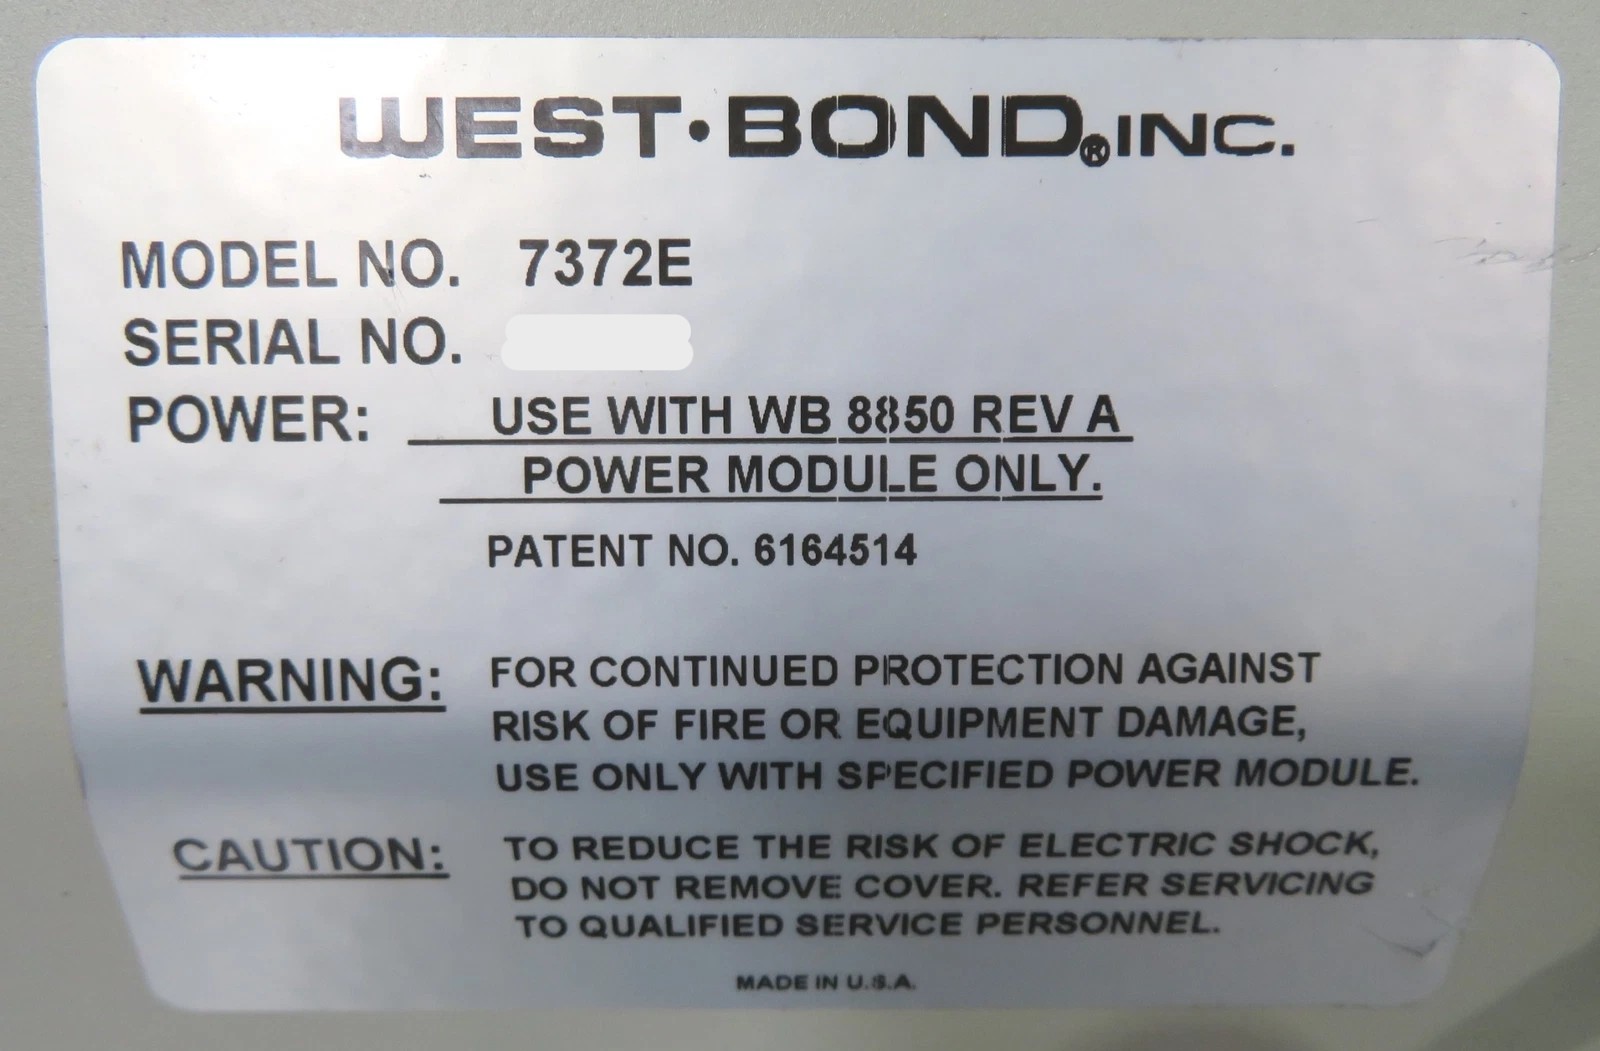 WEST·BOND® INC.
MODEL NO. 7372E
SERIAL NO.
POWER: USE WITH WB 8850 REV A
POWER MODULE ONLY.
PATENT NO. 6164514
WARNING: FOR CONTINUED PROTECTION AGAINST
RISK OF FIRE OR EQUIPMENT DAMAGE,
USE ONLY WITH SPECIFIED POWER MODULE.
CAUTION: TO REDUCE THE RISK OF ELECTRIC SHOCK,
DO NOT REMOVE COVER. REFER SERVICING
TO QUALIFIED SERVICE PERSONNEL.
MADE IN U.S.A.